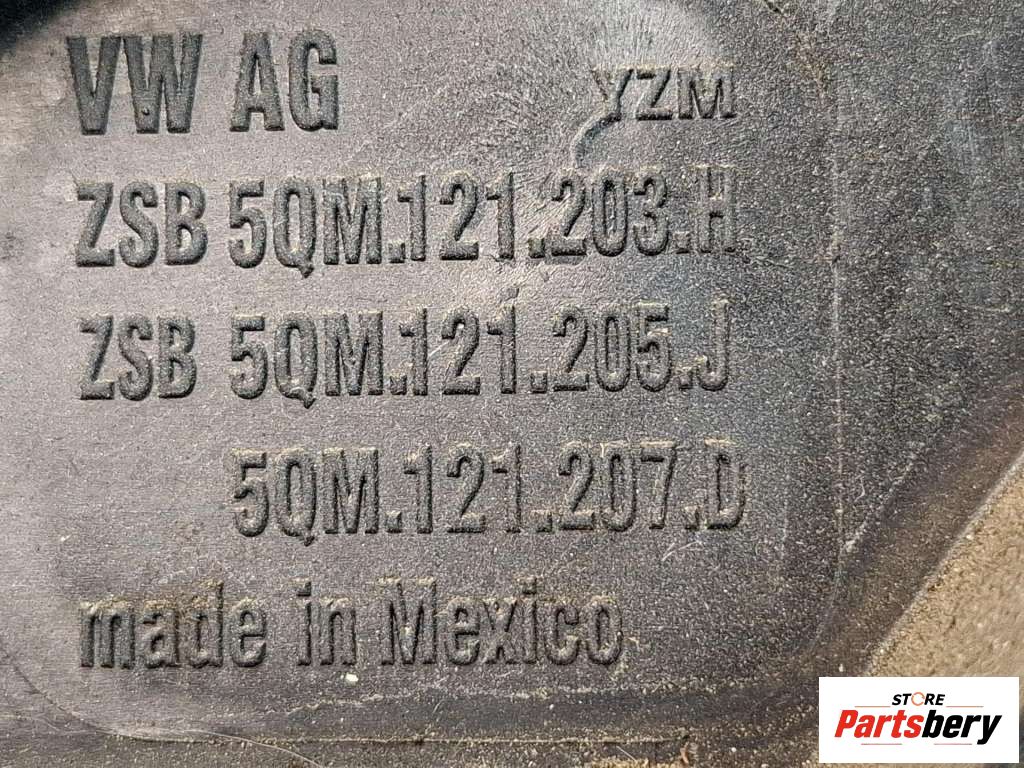 VW AG YZM
ZSB 5QM.121.203.H
ZSB 5QM.121.205.J
5QM.121.207.D
made in Mexico
STORE
Partsbery